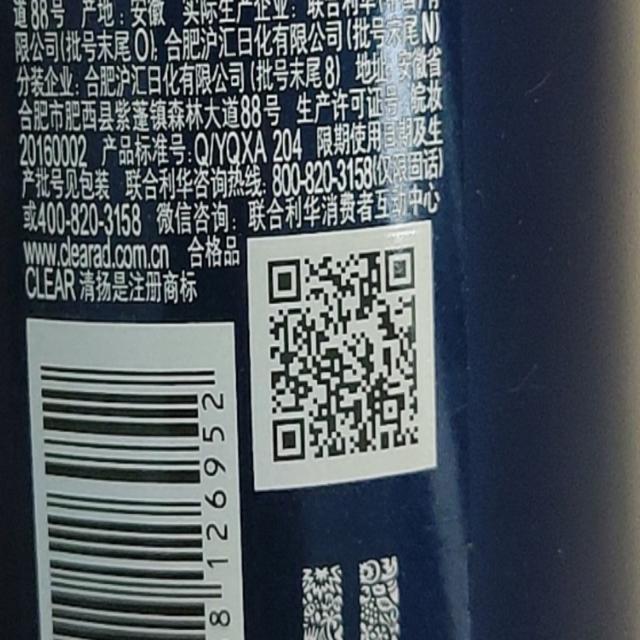 道88号 产地:安徽 实际生产企业:联合利华
限公司(批号末尾O), 合肥沪汇日化有限公司(批号末尾N)
分装企业:合肥沪汇日化有限公司(批号末尾8) 地址:安徽省
合肥市肥西县紫蓬镇森林大道88号 生产许可证号:皖妆
20160002 产品标准号:Q/YQXA 204 限期使用日期及生
产批号见包装 联合利华咨询热线:800-820-3158(仅限固话)
或400-820-3158 微信咨询:联合利华消费者互动中心
www.clearad.com.cn 合格品
CLEAR 清扬是注册商标
8126952